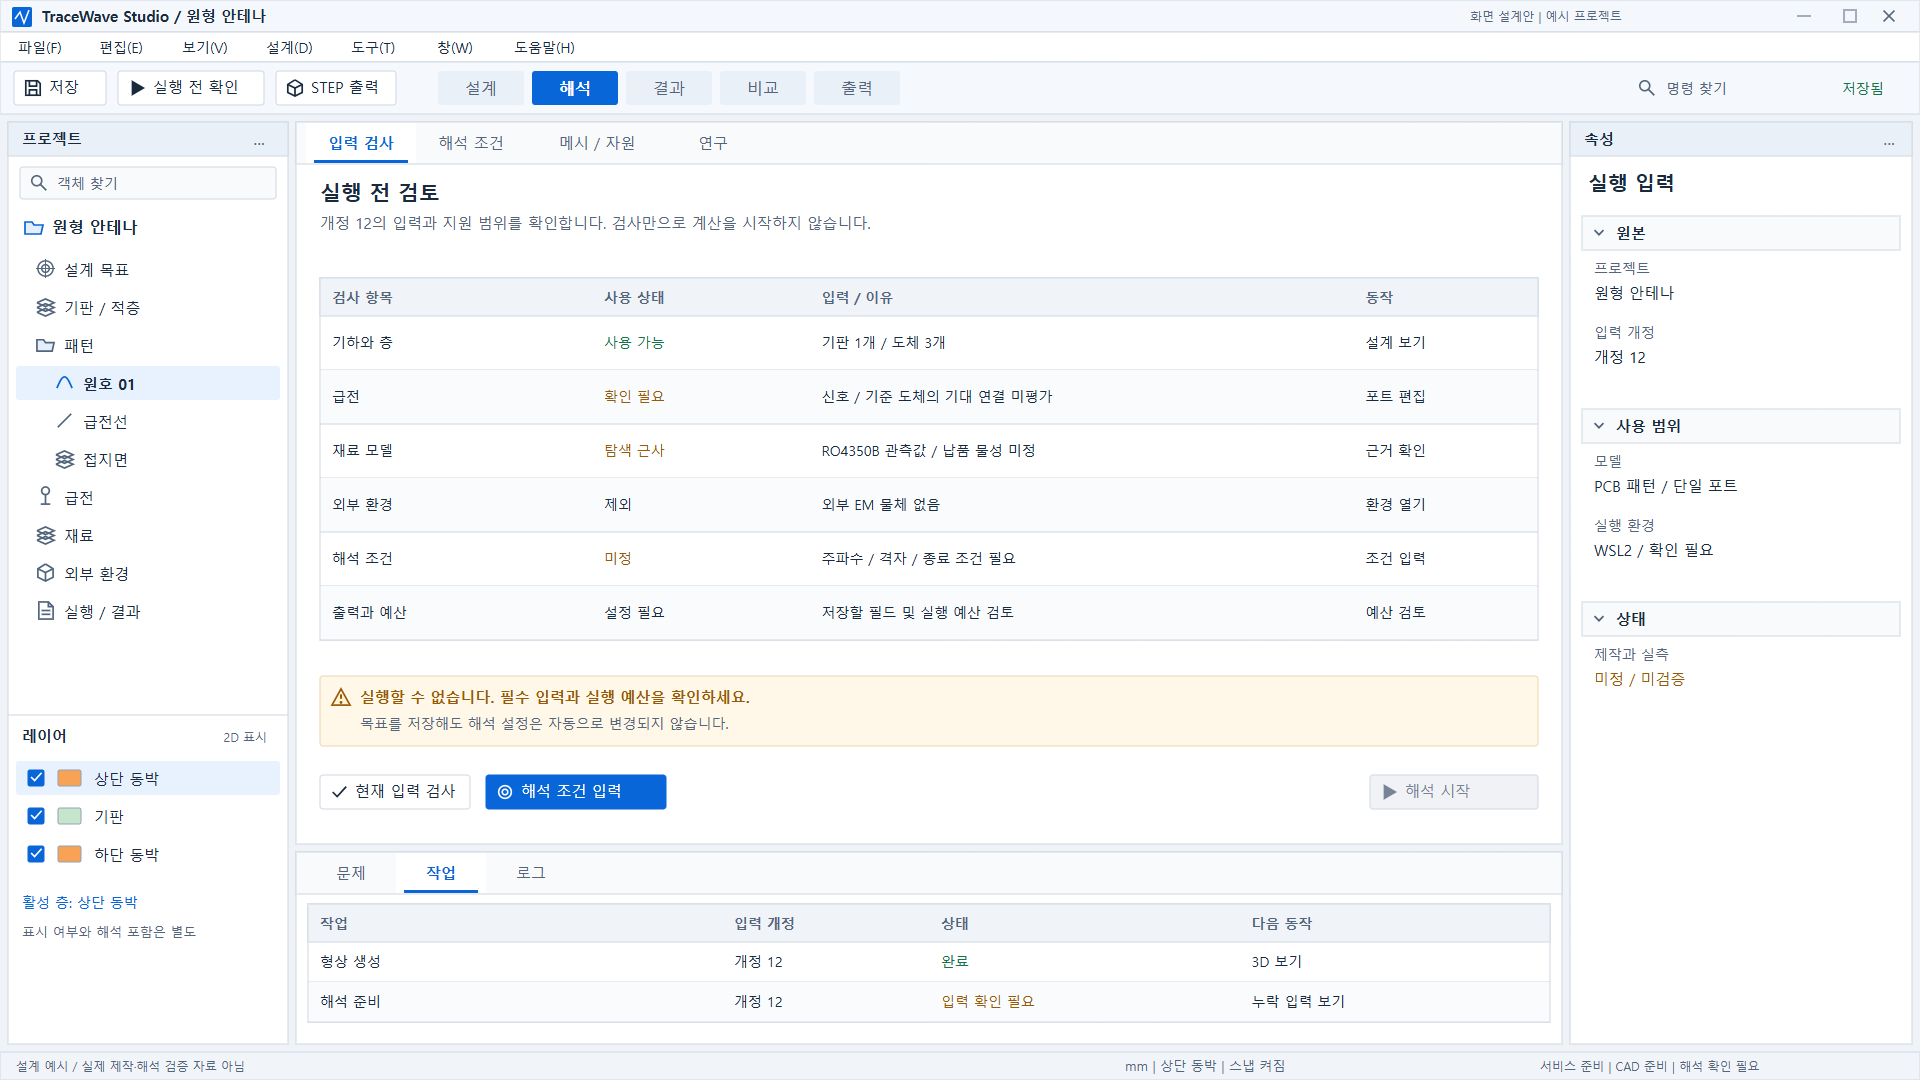 TraceWave Studio / 원형 안테나
화면 설계안 | 예시 프로젝트
파일(F) 편집(E) 보기(V) 설계(D) 도구(T) 창(W) 도움말(H)
저장 실행 전 확인 STEP 출력 설계 해석 결과 비교 출력 명령 찾기 저장됨
프로젝트 ...
객체 찾기
원형 안테나
설계 목표
기판 / 적층
패턴
원호 01
급전선
접지면
급전
재료
외부 환경
실행 / 결과
레이어 2D 표시
상단 동박
기판
하단 동박
활성 층: 상단 동박
표시 여부와 해석 포함은 별도
입력 검사 해석 조건 메시 / 자원 연구
실행 전 검토
개정 12의 입력과 지원 범위를 확인합니다. 검사만으로 계산을 시작하지 않습니다.
검사 항목 사용 상태 입력 / 이유 동작
기하와 층 사용 가능 기판 1개 / 도체 3개 설계 보기
급전 확인 필요 신호 / 기준 도체의 기대 연결 미평가 포트 편집
재료 모델 탐색 근사 RO4350B 관측값 / 납품 물성 미정 근거 확인
외부 환경 제외 외부 EM 물체 없음 환경 열기
해석 조건 미정 주파수 / 격자 / 종료 조건 필요 조건 입력
출력과 예산 설정 필요 저장할 필드 및 실행 예산 검토 예산 검토
실행할 수 없습니다. 필수 입력과 실행 예산을 확인하세요.
목표를 저장해도 해석 설정은 자동으로 변경되지 않습니다.
현재 입력 검사 해석 조건 입력 해석 시작
문제 작업 로그
작업 입력 개정 상태 다음 동작
형상 생성 개정 12 완료 3D 보기
해석 준비 개정 12 입력 확인 필요 누락 입력 보기
속성 ...
실행 입력
원본
프로젝트
원형 안테나
입력 개정
개정 12
사용 범위
모델
PCB 패턴 / 단일 포트
실행 환경
WSL2 / 확인 필요
상태
제작과 실측
미정 / 미검증
설계 예시 / 실제 제작·해석 검증 자료 아님
mm | 상단 동박 | 스냅 켜짐
서비스 준비 | CAD 준비 | 해석 확인 필요